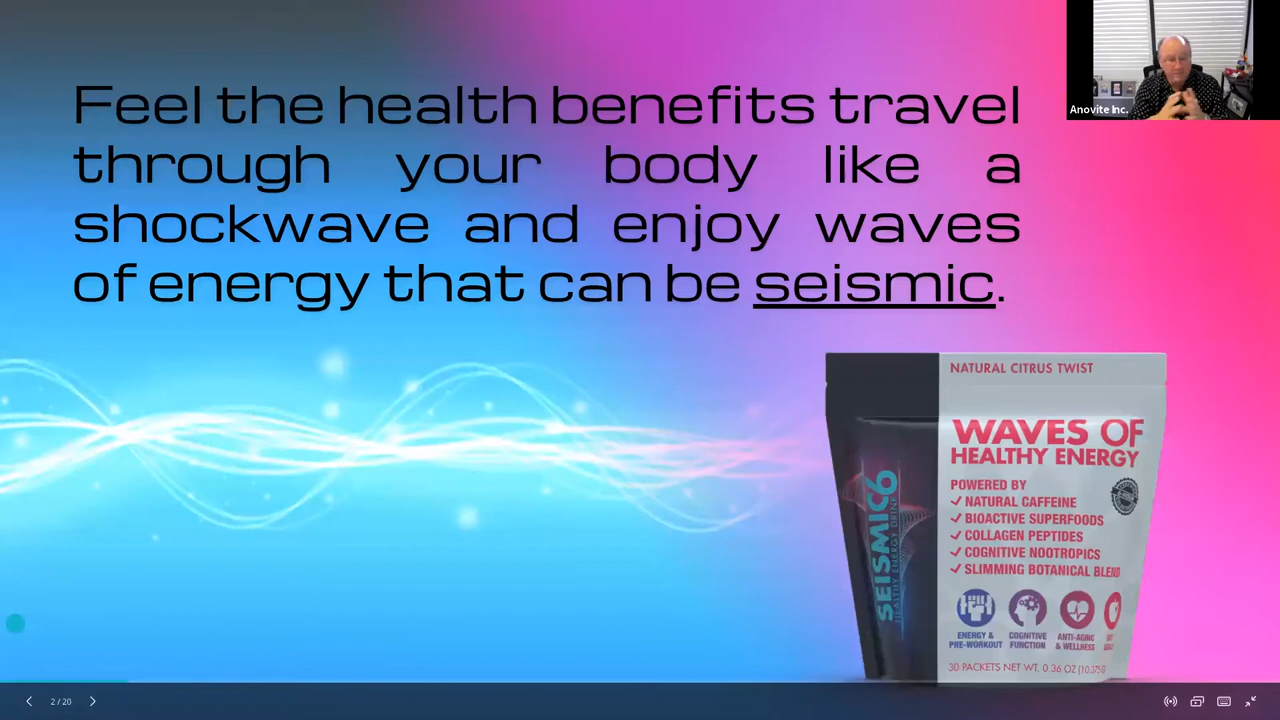 Feel the health benefits travel
through your body like a
shockwave and enjoy waves
of energy that can be seismic.
Anovite Inc.
NATURAL CITRUS TWIST
WAVES OF
HEALTHY ENERGY
POWERED BY
✓ NATURAL CAFFEINE
✓ BIOACTIVE SUPERFOODS
✓ COLLAGEN PEPTIDES
✓ COGNITIVE NOOTROPICS
✓ SLIMMING BOTANICAL BLEND
ENERGY &
PRE-WORKOUT
COGNITIVE
FUNCTION
ANTI-AGING
& WELLNESS
30 PACKETS NET WT. 0.36 OZ
SEISMIC6
HEALTHY ENERGY DRINK
2 / 20